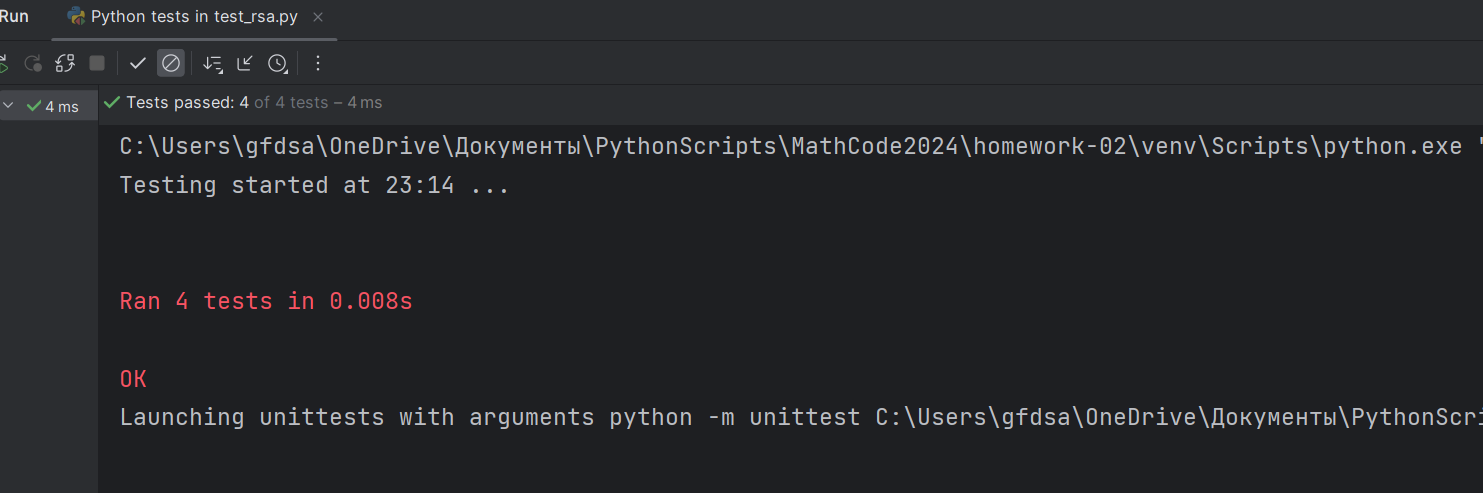 Run Python tests in test_rsa.py
4 ms Tests passed: 4 of 4 tests – 4 ms
C:\Users\gfdsa\OneDrive\Документы\PythonScripts\MathCode2024\homework-02\venv\Scripts\python.exe "
Testing started at 23:14 ...
Ran 4 tests in 0.008s
OK
Launching unittests with arguments python -m unittest C:\Users\gfdsa\OneDrive\Документы\PythonScri